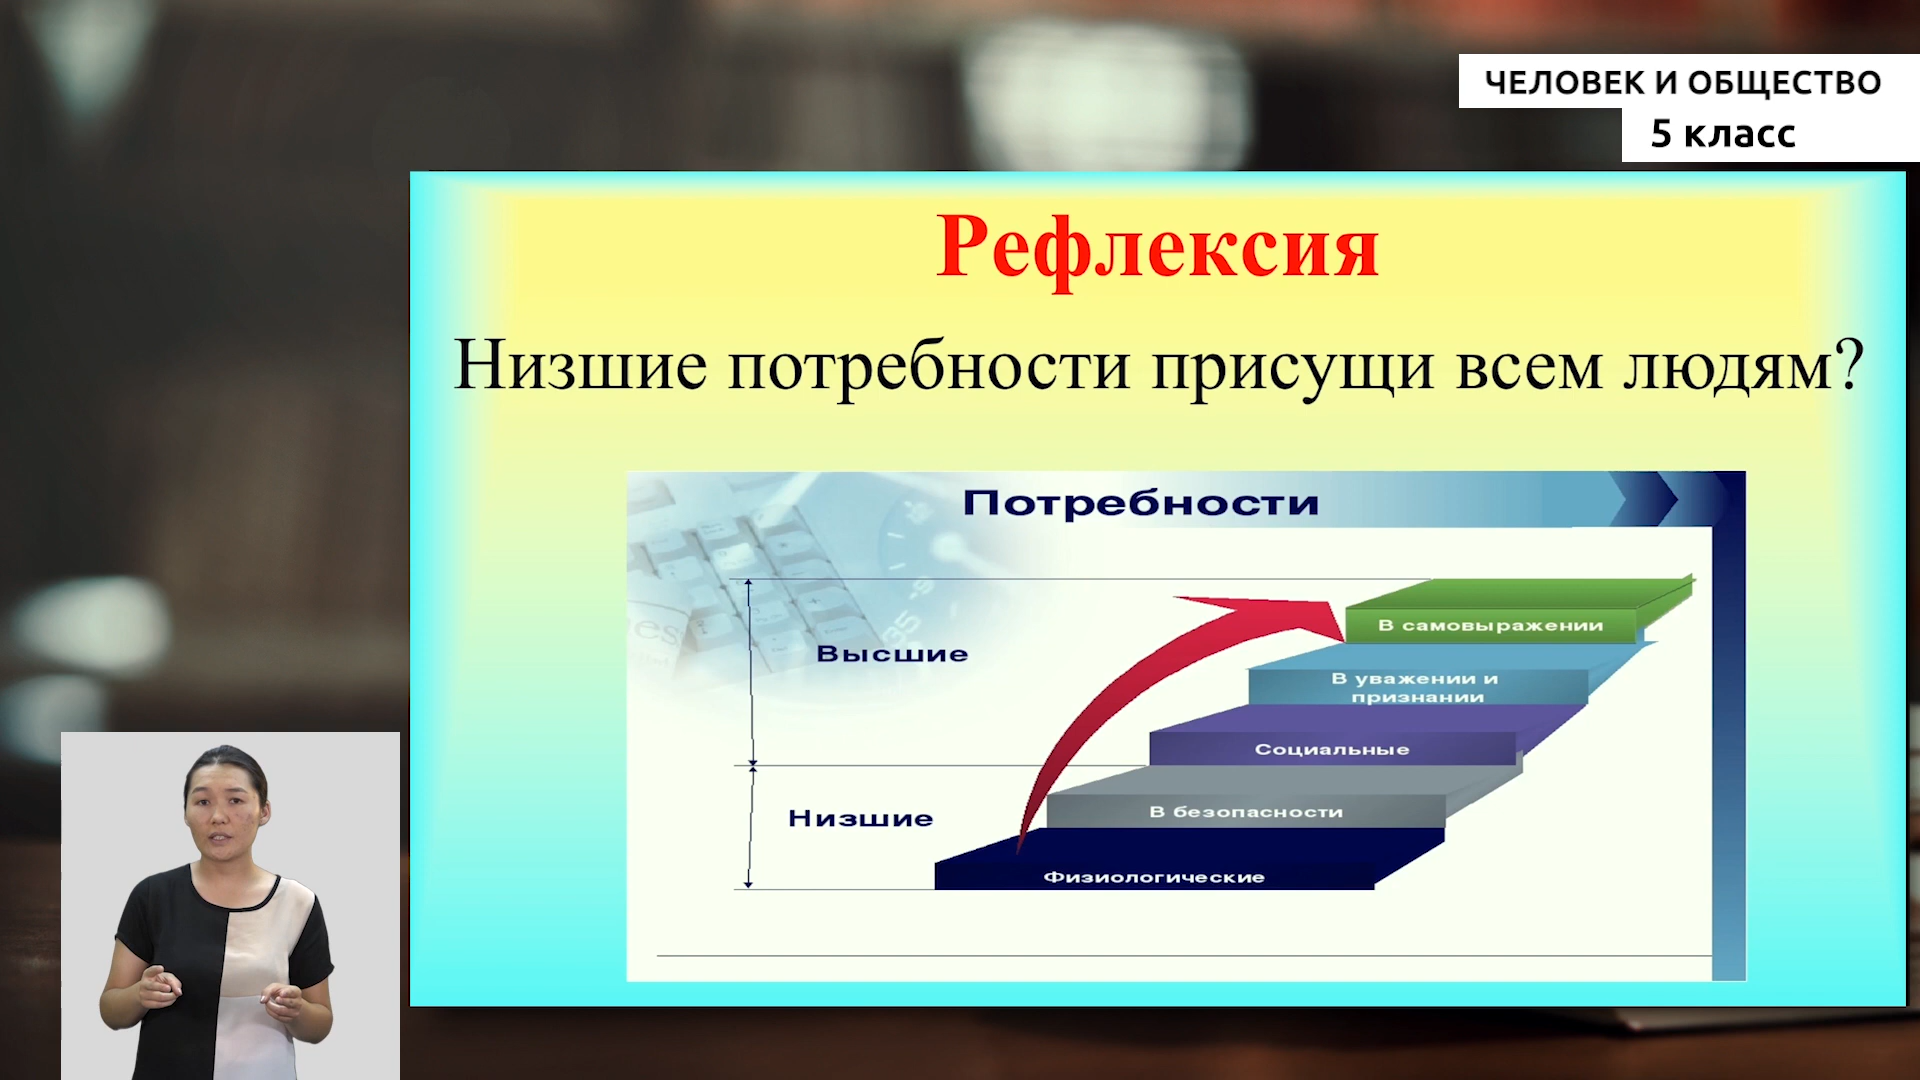 ЧЕЛОВЕК И ОБЩЕСТВО
5 класс
Рефлексия
Низшие потребности присущи всем людям?
Потребности
В самовыражении
Высшие
В уважении и
признании
Социальные
В безопасности
Низшие
Физиологические